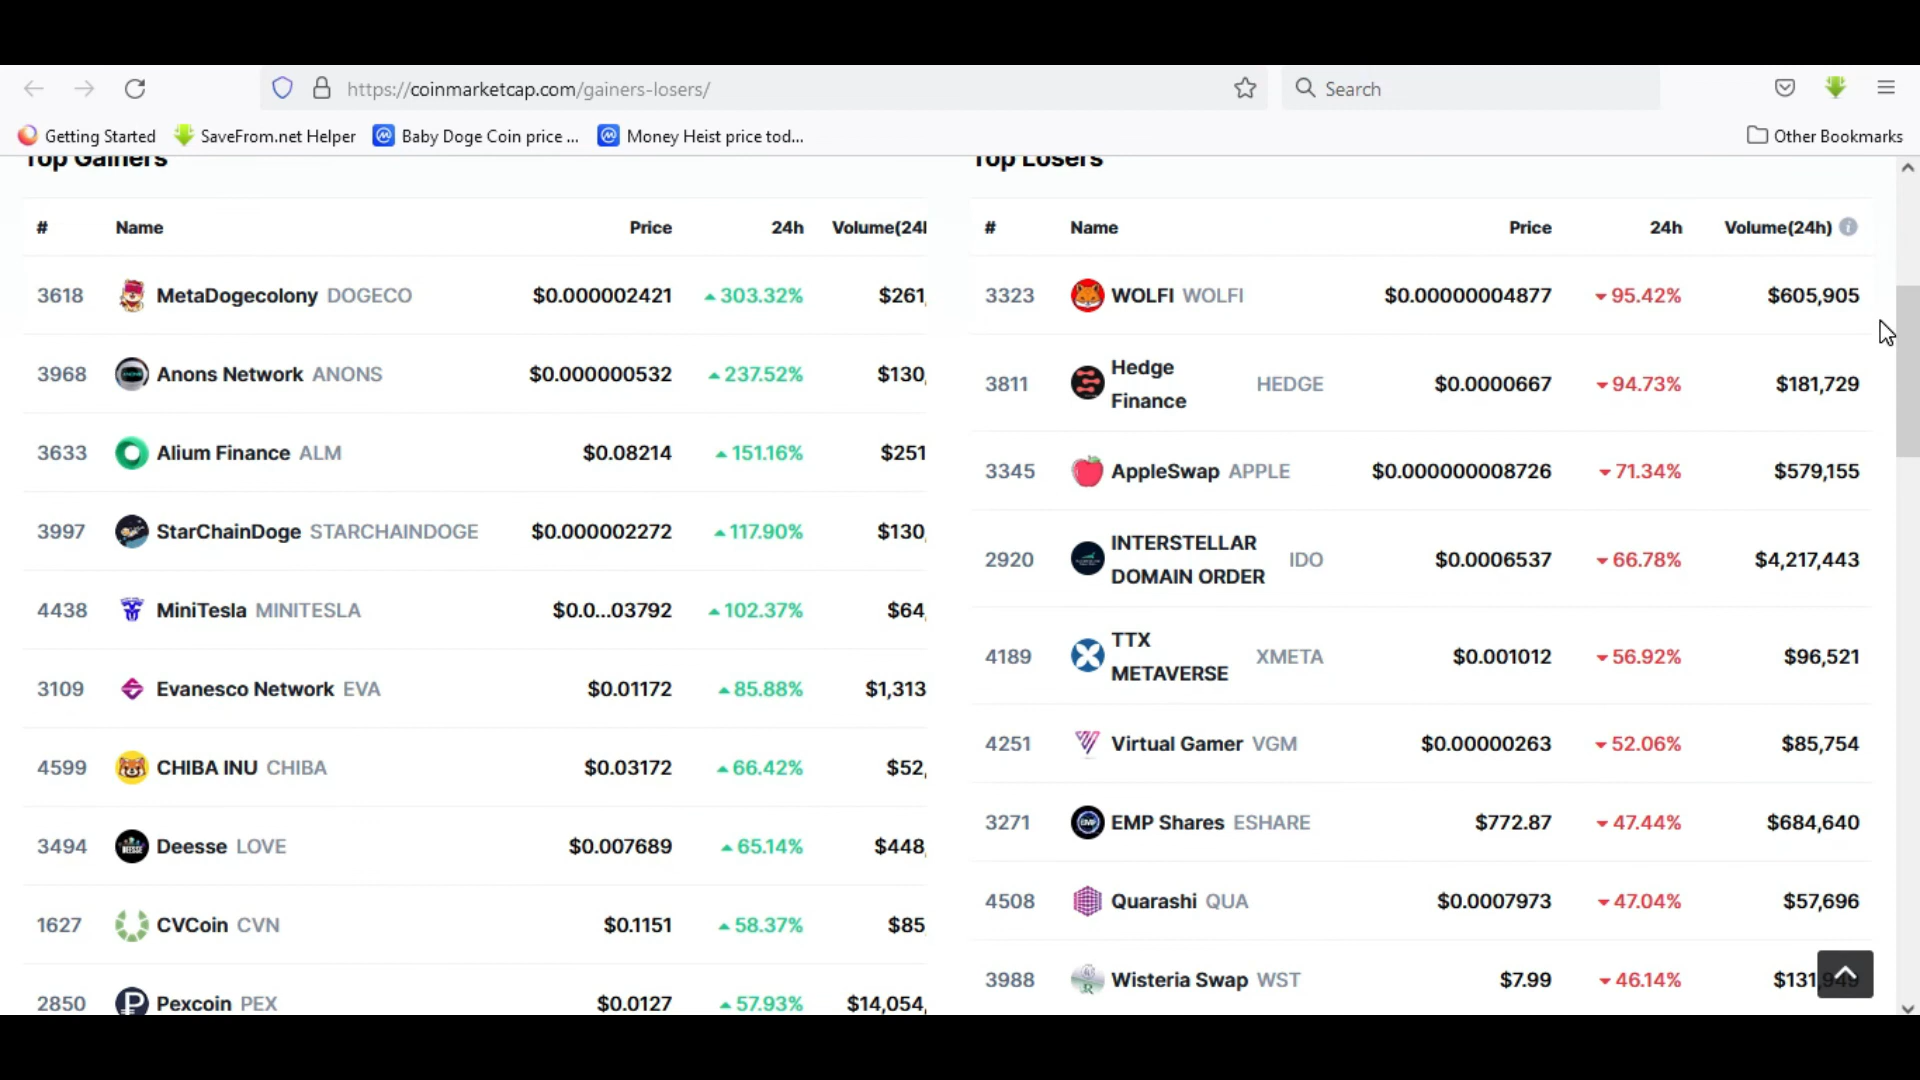 https://coinmarketcap.com/gainers-losers/
Search
Getting Started
SaveFrom.net Helper
Baby Doge Coin price ...
Money Heist price tod...
Other Bookmarks
Top Gainers
# Name Price 24h Volume(24h
3618 MetaDogecolony DOGECO $0.000002421 303.32% $261,
3968 Anons Network ANONS $0.000000532 237.52% $130,
3633 Alium Finance ALM $0.08214 151.16% $251
3997 StarChainDoge STARCHAINDOGE $0.000002272 117.90% $130,
4438 MiniTesla MINITESLA $0.0...03792 102.37% $64,
3109 Evanesco Network EVA $0.01172 85.88% $1,313
4599 CHIBA INU CHIBA $0.03172 66.42% $52,
3494 Deesse LOVE $0.007689 65.14% $448,
1627 CVCoin CVN $0.1151 58.37% $85
2850 Pexcoin PEX $0.0127 57.93% $14,054,
Top Losers
# Name Price 24h Volume(24h)
3323 WOLFI WOLFI $0.00000004877 95.42% $605,905
3811 Hedge Finance HEDGE $0.0000667 94.73% $181,729
3345 AppleSwap APPLE $0.000000008726 71.34% $579,155
2920 INTERSTELLAR DOMAIN ORDER IDO $0.0006537 66.78% $4,217,443
4189 TTX METAVERSE XMETA $0.001012 56.92% $96,521
4251 Virtual Gamer VGM $0.00000263 52.06% $85,754
3271 EMP Shares ESHARE $772.87 47.44% $684,640
4508 Quarashi QUA $0.0007973 47.04% $57,696
3988 Wisteria Swap WST $7.99 46.14% $131,949